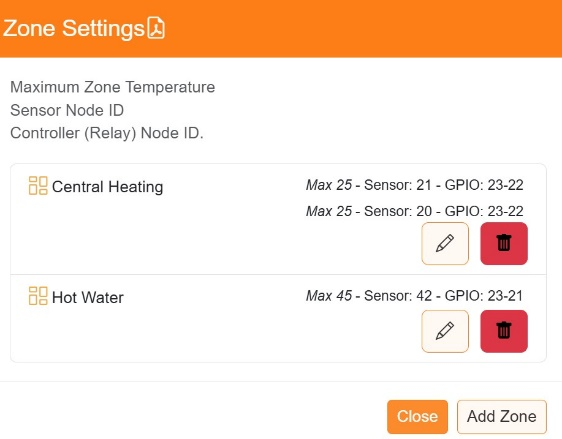 Zone Settings
Maximum Zone Temperature
Sensor Node ID
Controller (Relay) Node ID.
Central Heating
Max 25 - Sensor: 21 - GPIO: 23-22
Max 25 - Sensor: 20 - GPIO: 23-22
Hot Water
Max 45 - Sensor: 42 - GPIO: 23-21
Close
Add Zone